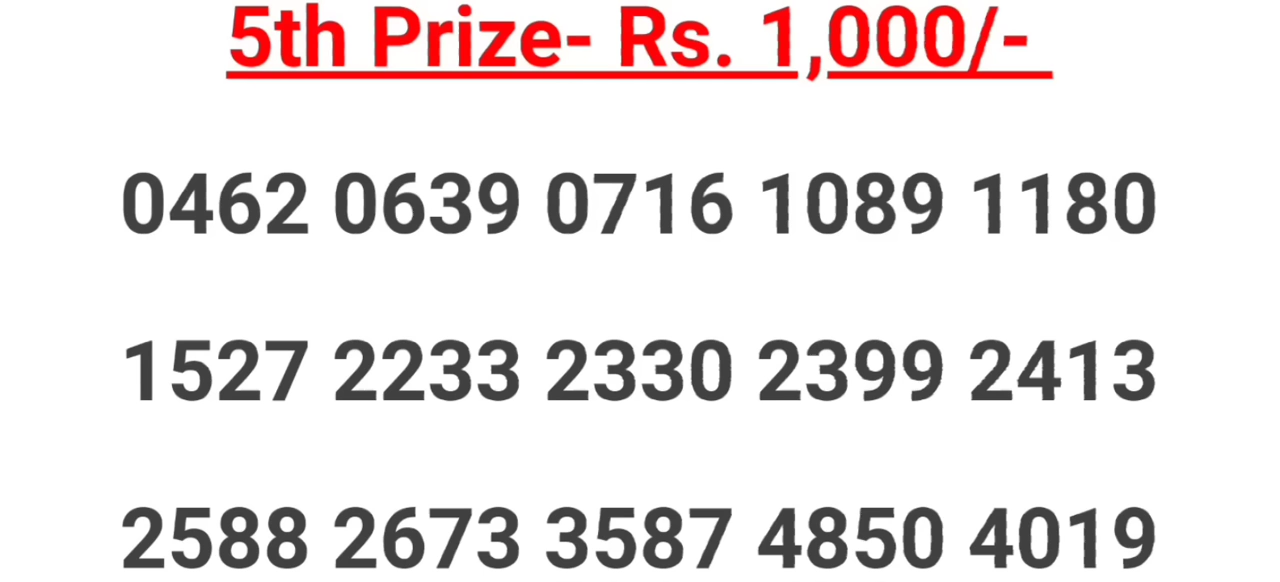 5th Prize- Rs. 1,000/-
0462 0639 0716 1089 1180
1527 2233 2330 2399 2413
2588 2673 3587 4850 4019